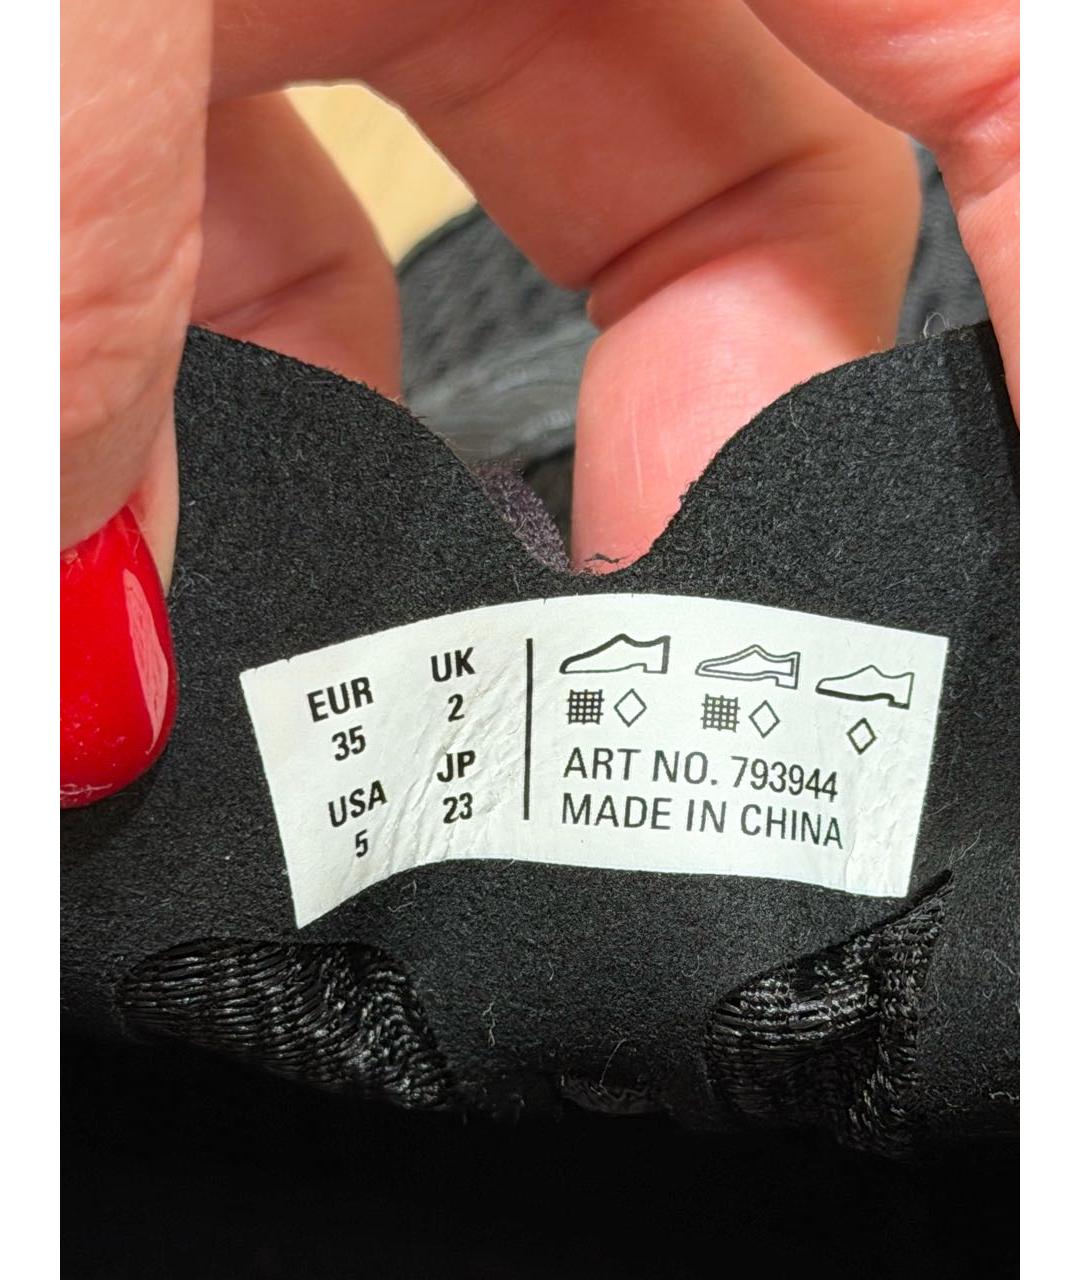 EUR
35
UK
2
USA
5
JP
23
ART NO. 793944
MADE IN CHINA